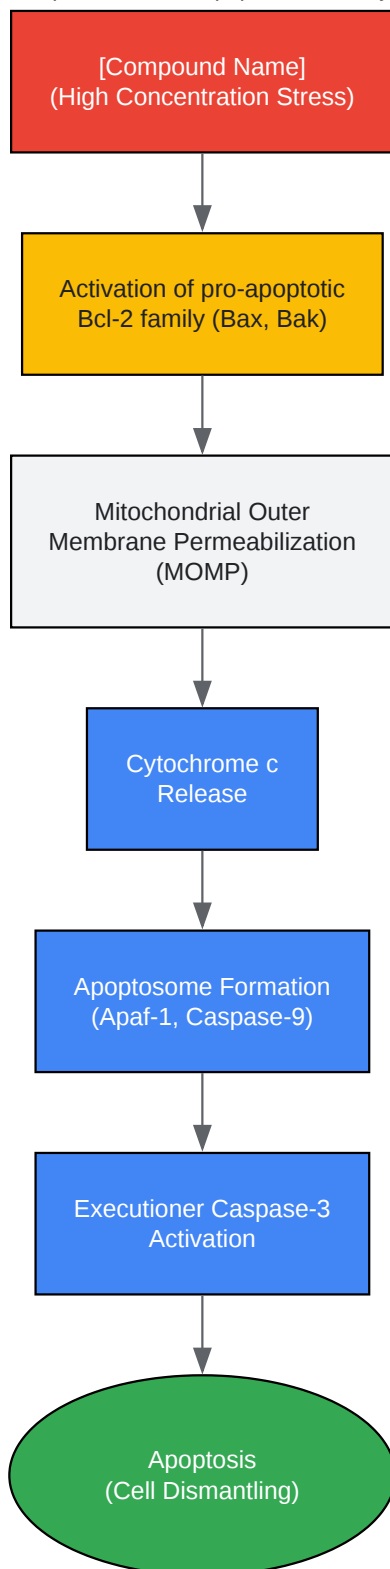 [Compound Name]
(High Concentration Stress)
Activation of pro-apoptotic
Bcl-2 family (Bax, Bak)
Mitochondrial Outer
Membrane Permeabilization
(MOMP)
Cytochrome c
Release
Apoptosome Formation
(Apaf-1, Caspase-9)
Executioner Caspase-3
Activation
Apoptosis
(Cell Dismantling)